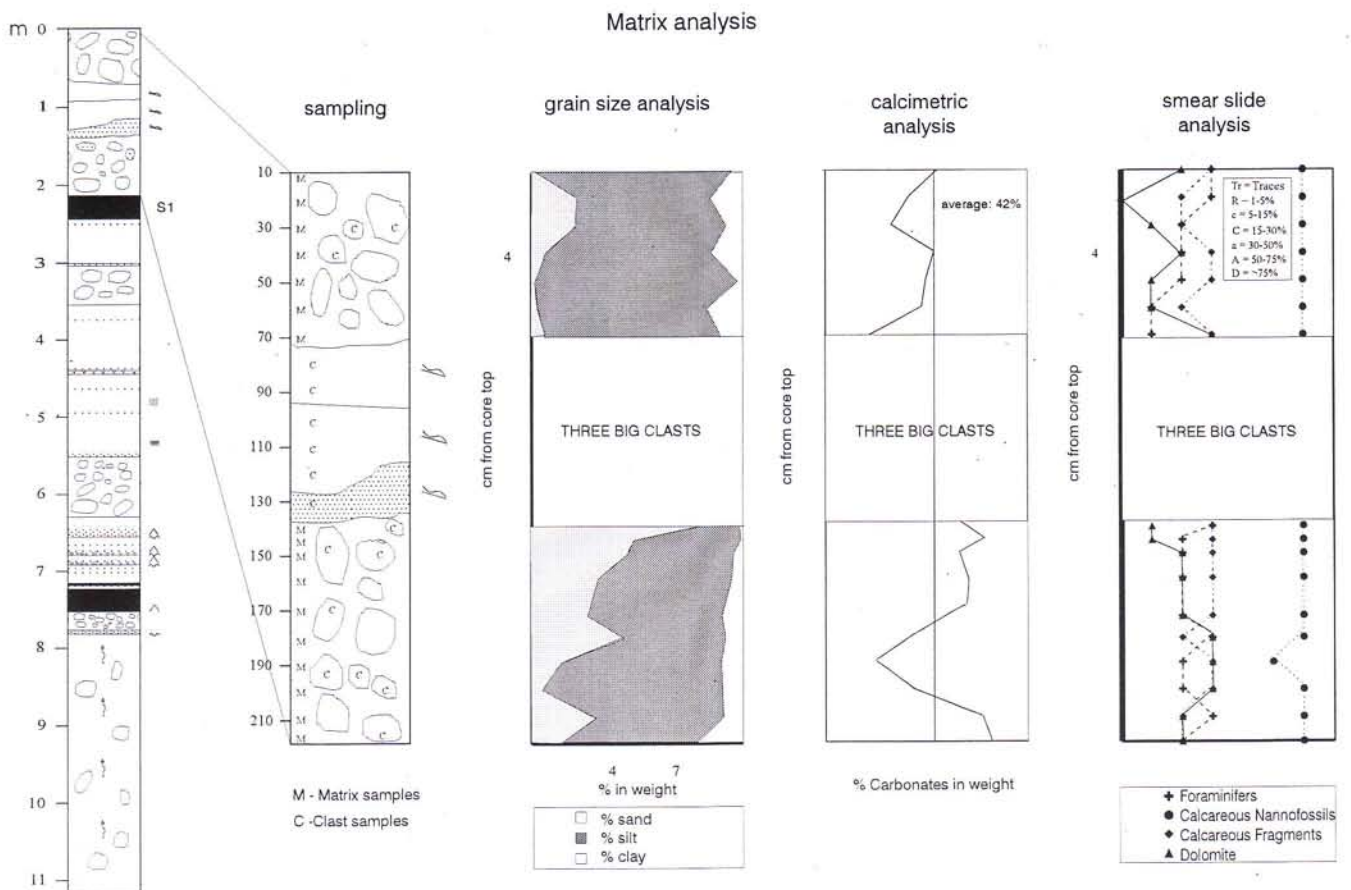 Matrix analysis
m
0
1
2
3
4
5
6
7
8
9
10
11
S1
sampling
10
30
50
70
90
110
130
150
170
190
210
M
M
M
M
M
M
M
C
C
C
C
C
C
C
C
C
C
M
M
M
M
M
M
M
M
M
M
C
C
C
C
C
C
C
C
C
M - Matrix samples
C -Clast samples
grain size analysis
4
cm from core top
THREE BIG CLASTS
4 7
% in weight
% sand
% silt
% clay
calcimetric
analysis
average: 42%
cm from core top
THREE BIG CLASTS
% Carbonates in weight
smear slide
analysis
4
cm from core top
Tr = Traces
R - 1-5%
c = 5-15%
C = 15-30%
a = 30-50%
A = 50-75%
D = >75%
THREE BIG CLASTS
Foraminifers
Calcareous Nannofossils
Calcareous Fragments
Dolomite